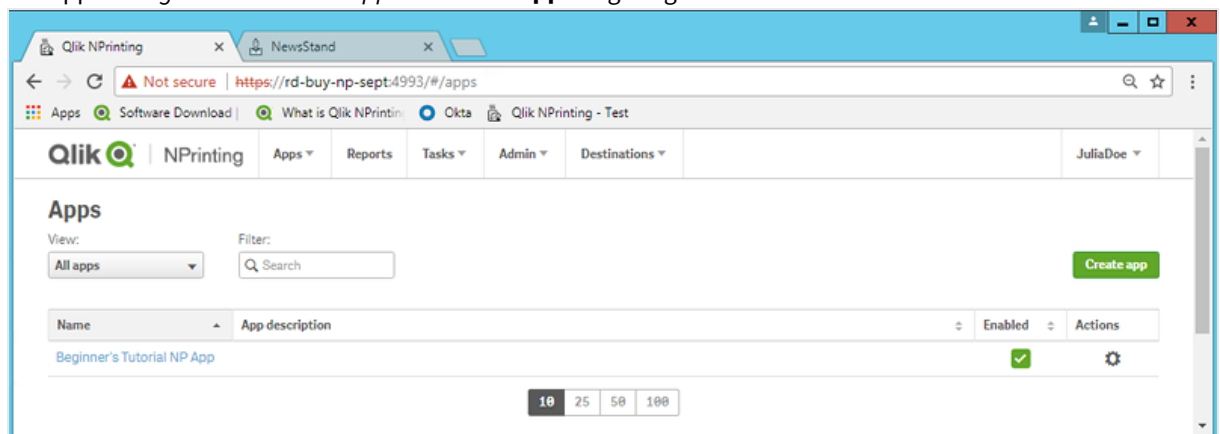 Qlik NPrinting NewsStand
Not secure https://rd-buy-np-sept:4993/#/apps
Apps Software Download | What is Qlik NPrintin Okta Qlik NPrinting - Test
Qlik NPrinting Apps Reports Tasks Admin Destinations JuliaDoe
Apps
View: Filter:
All apps Search Create app
Name App description Enabled Actions
Beginner's Tutorial NP App
10 25 50 100